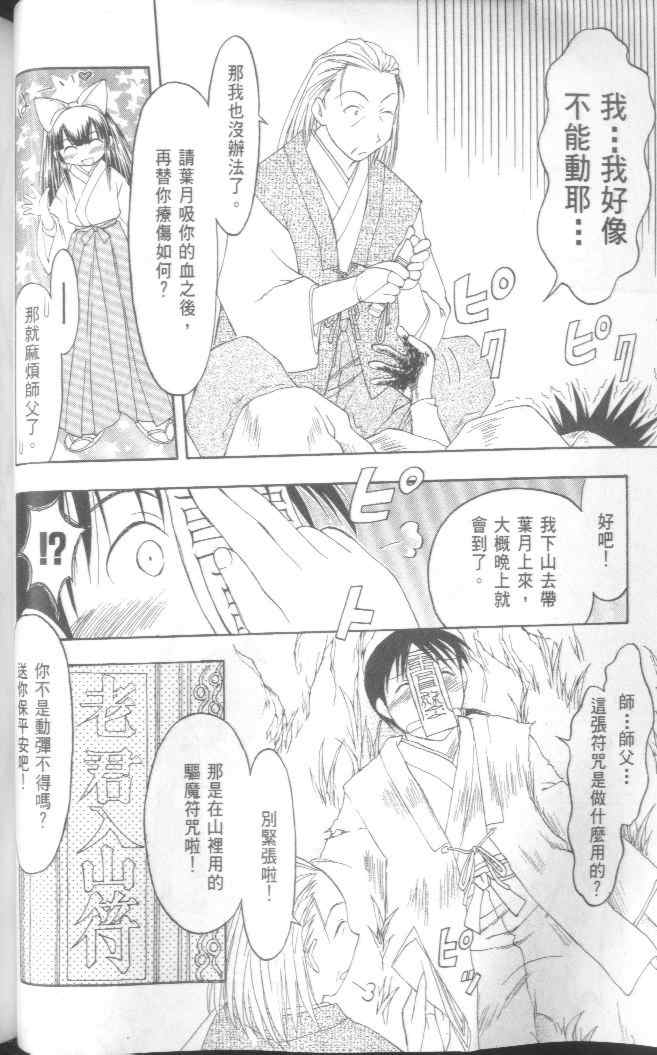 我…我好像
不能動耶…
ピク
ピク
那我也沒辦法了。
請葉月吸你的血之後，
再替你療傷如何？
——
那就麻煩師父了。
好吧！
我下山去帶
葉月上來，
大概晚上就
會到了。
ピ
ト
!?
師…師父…
這張符咒是做什麼用的？
ピッ
別緊張啦！
那是在山裡用的
驅魔符咒啦！
老君入山符
你不是動彈不得嗎？
送你保平安吧！